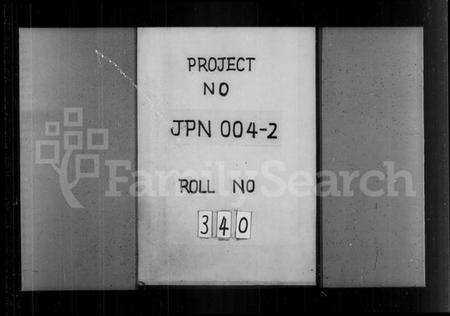 PROJECT
NO
JPN 004-2
FamilySearch
ROLL NO
340